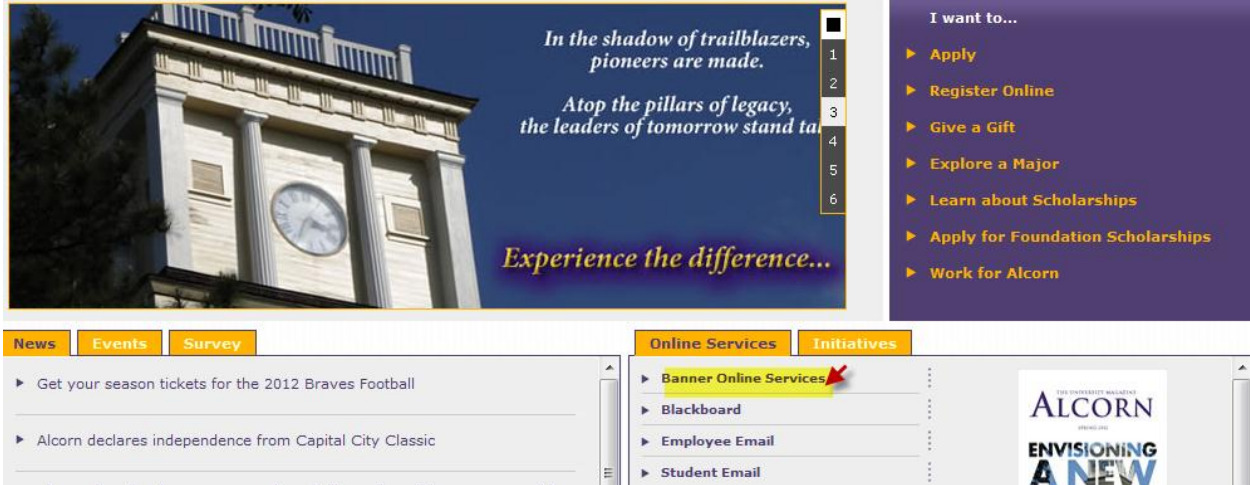 In the shadow of trailblazers,
pioneers are made.
Atop the pillars of legacy,
the leaders of tomorrow stand
Experience the difference...
1
2
3
4
5
6
I want to...
Apply
Register Online
Give a Gift
Explore a Major
Learn about Scholarships
Apply for Foundation Scholarships
Work for Alcorn
News Events Survey
Get your season tickets for the 2012 Braves Football
Alcorn declares independence from Capital City Classic
Online Services Initiatives
Banner Online Services
Blackboard
Employee Email
Student Email
THE UNIVERSITY MAGAZINE
ALCORN
ENVISIONING
A NEW